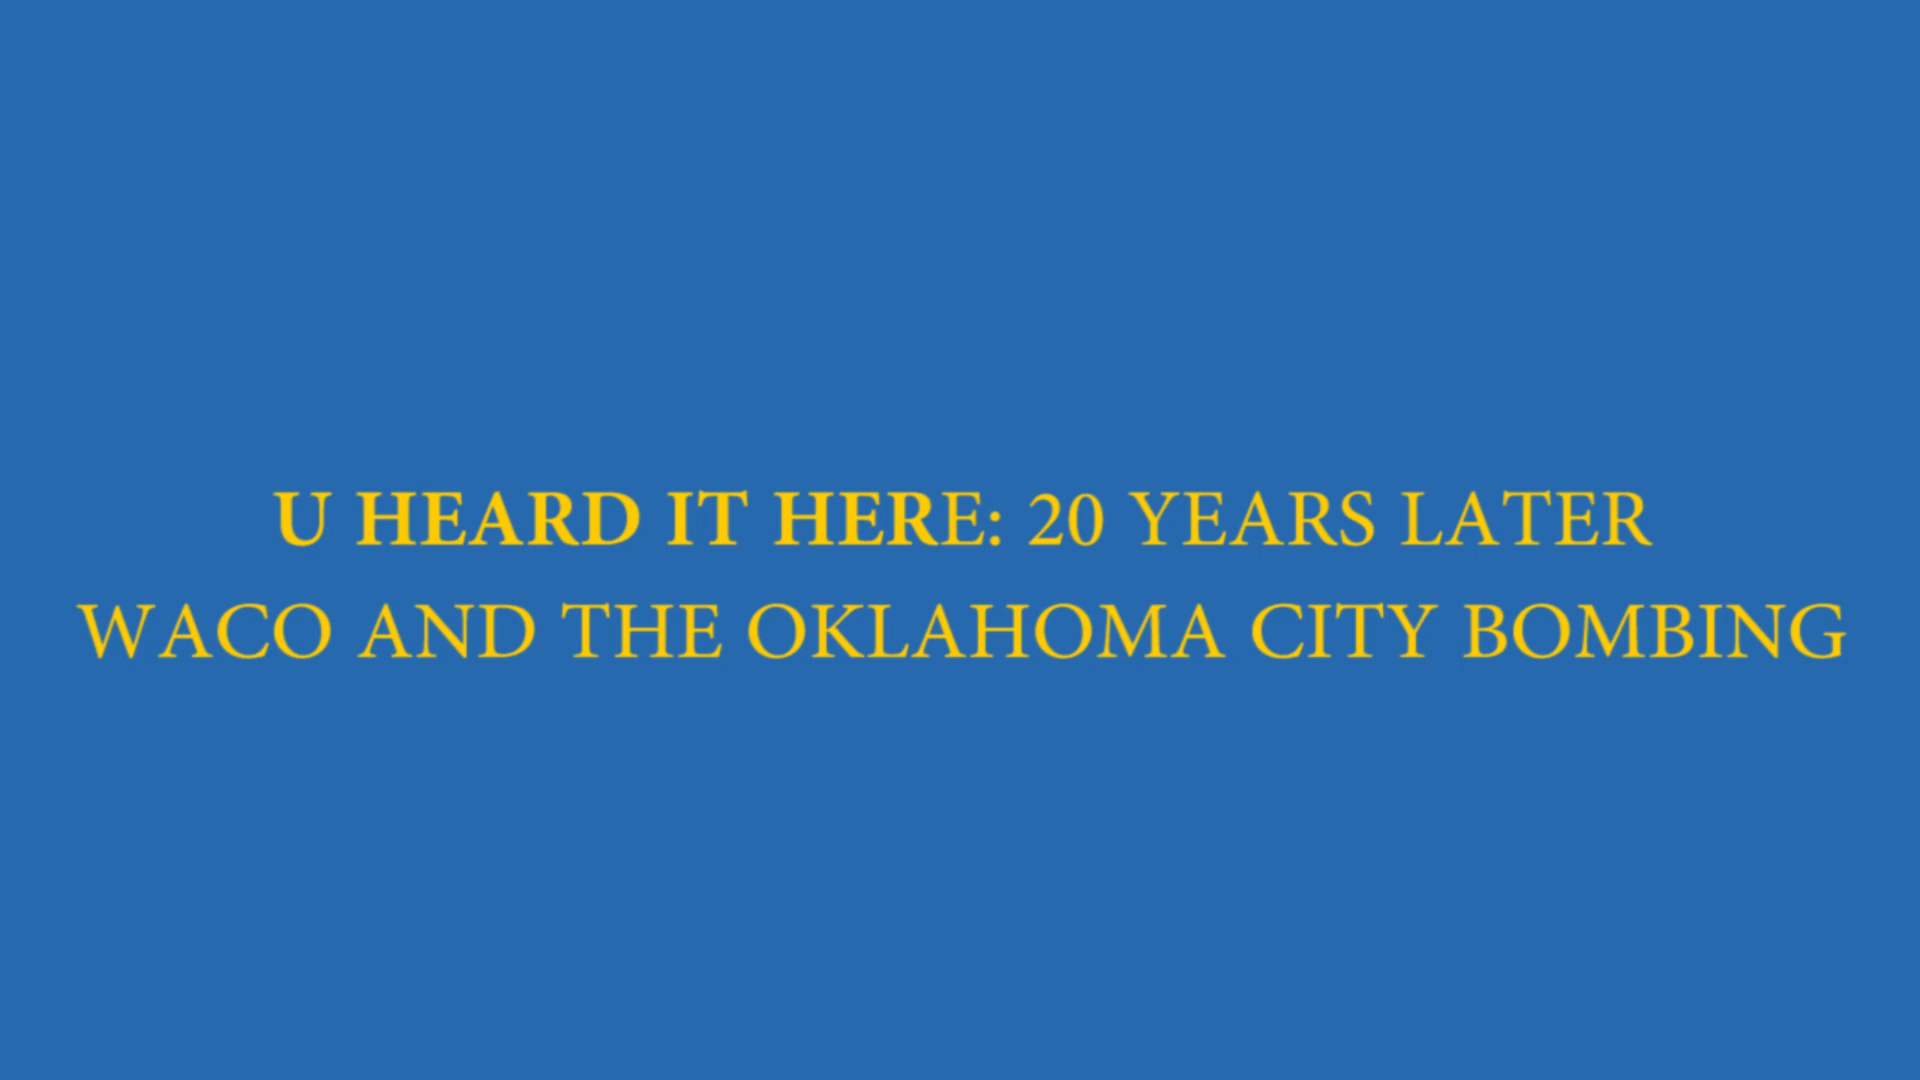 U HEARD IT HERE: 20 YEARS LATER
WACO AND THE OKLAHOMA CITY BOMBING